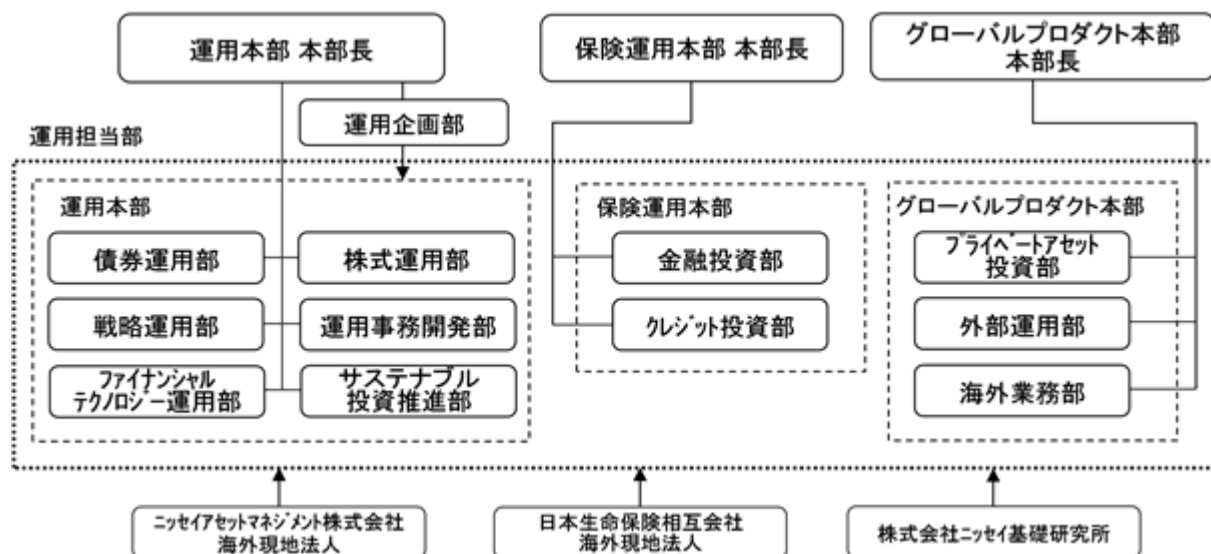 運用本部 本部長
保険運用本部 本部長
グローバルプロダクト本部
本部長
運用企画部
運用担当部
運用本部
債券運用部
株式運用部
戦略運用部
運用事務開発部
ファイナンシャル
テクノロジー運用部
サステナブル
投資推進部
保険運用本部
金融投資部
クレジット投資部
グローバルプロダクト本部
プライベートアセット
投資部
外部運用部
海外業務部
ニッセイアセットマネジメント株式会社
海外現地法人
日本生命保険相互会社
海外現地法人
株式会社ニッセイ基礎研究所